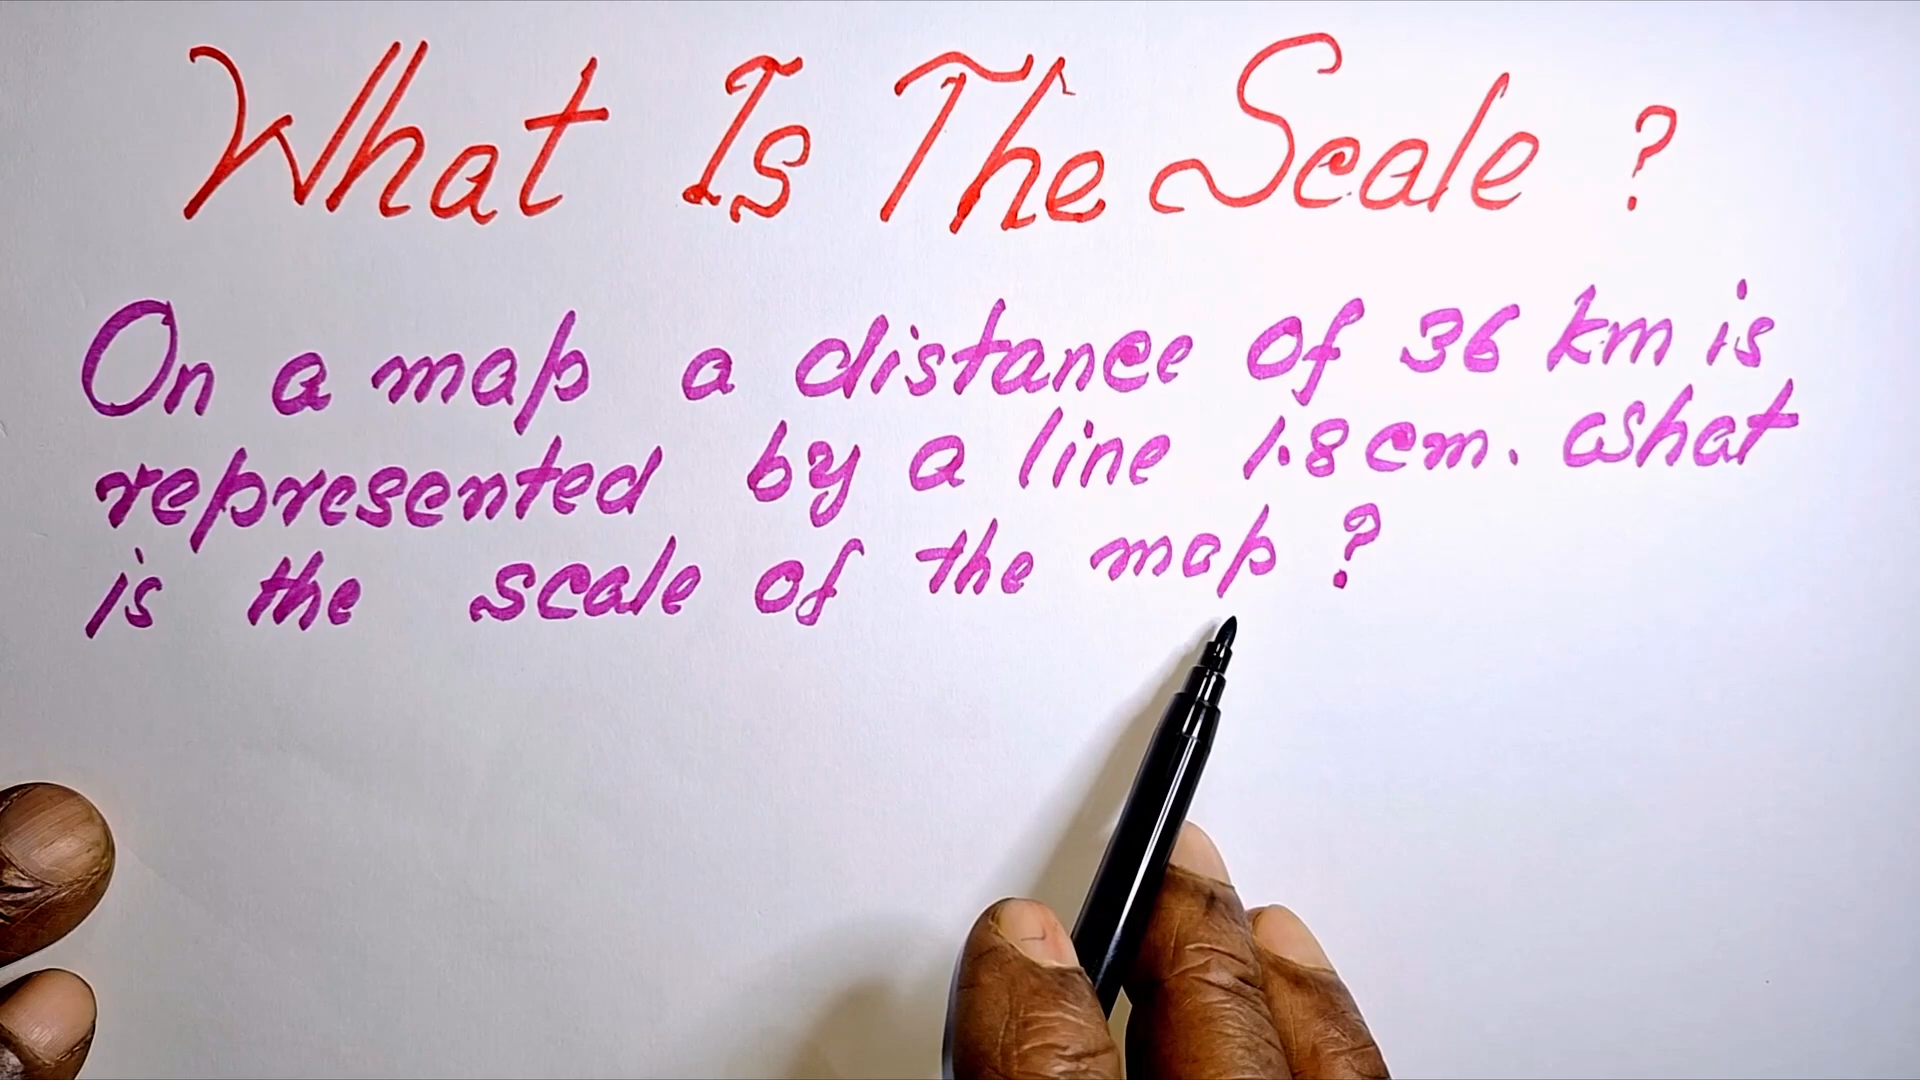 What Is The Scale ?
On a map a distance of 36 km is
represented by a line 1.8 cm. What
is the scale of the map ?